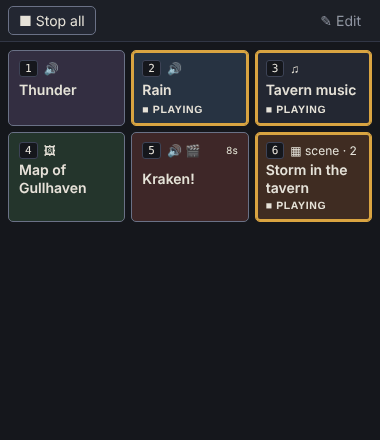 ■ Stop all
✎ Edit
1 🔊
Thunder
2 🔊
Rain
■ PLAYING
3 ♫
Tavern music
■ PLAYING
4 🖼
Map of
Gullhaven
5 🔊 🎬 8s
Kraken!
6 ▦ scene · 2
Storm in the
tavern
■ PLAYING